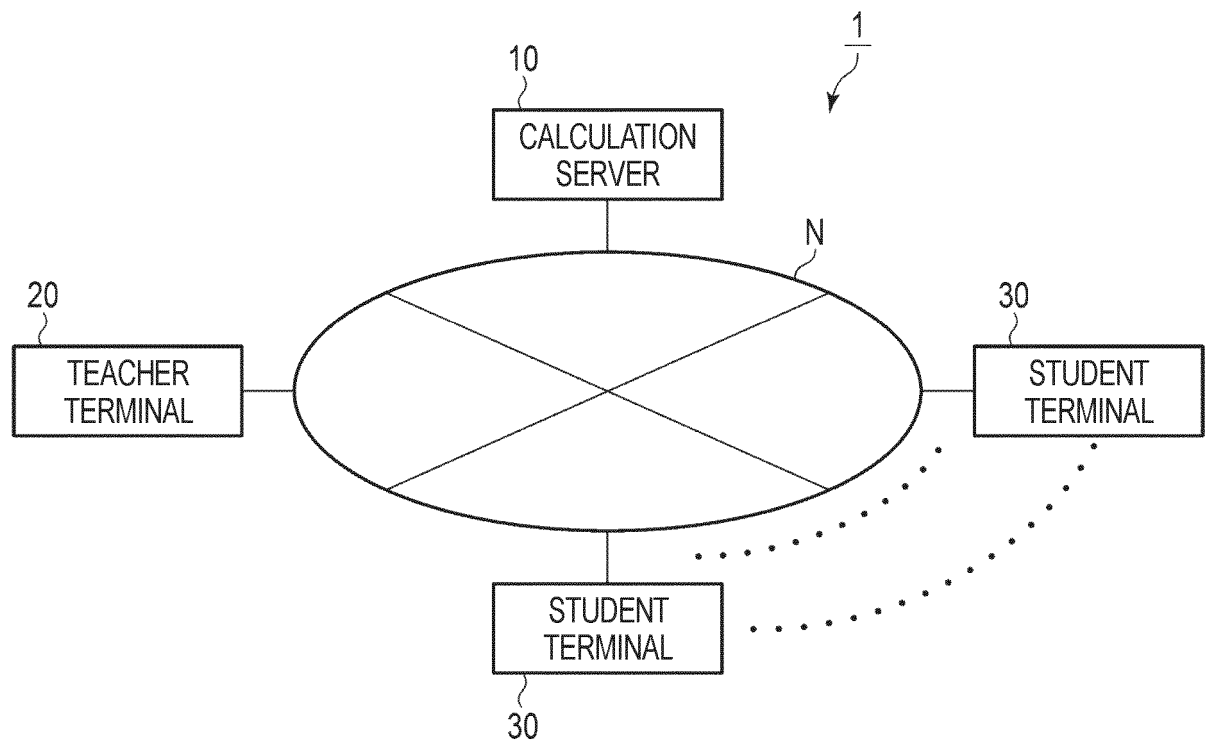 1
10
CALCULATION
SERVER
N
20
TEACHER
TERMINAL
30
STUDENT
TERMINAL
STUDENT
TERMINAL
30